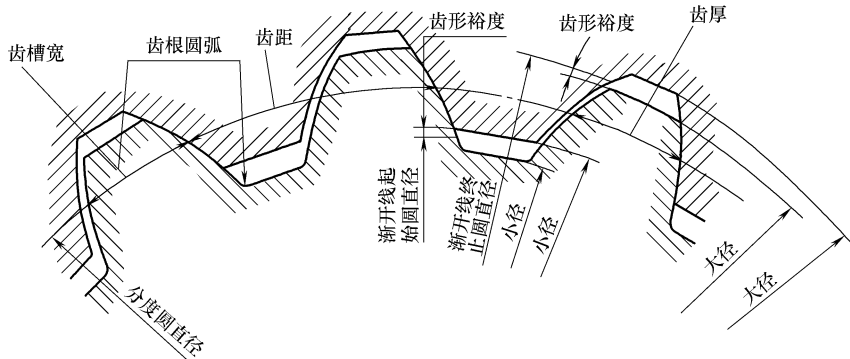 齿槽宽
齿根圆弧
齿距
齿形裕度
齿形裕度
齿厚
渐开线起
始圆直径
渐开线终
止圆直径
小径
小径
大径
大径
分度圆直径